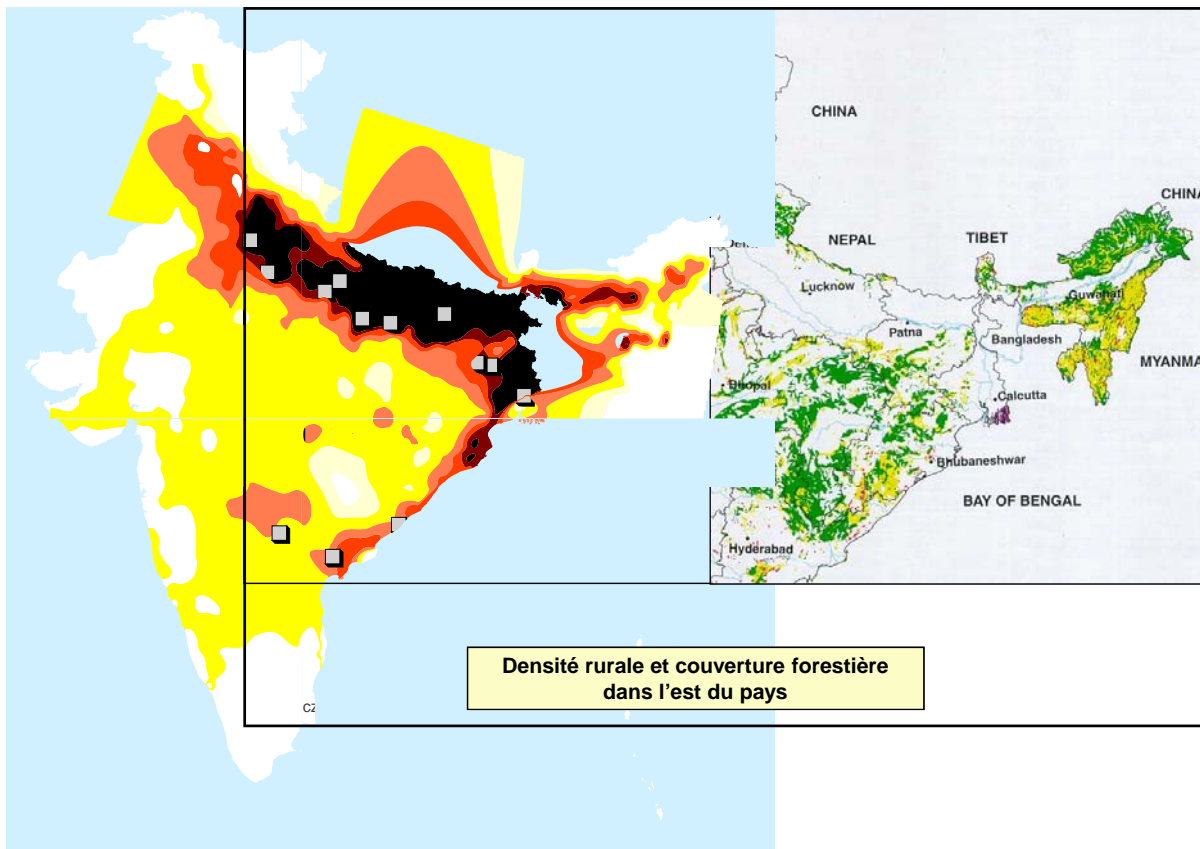 CHINA
CHINA
NEPAL
TIBET
Lucknow
Guwahati
Patna
Bangladesh
MYANMA
Bhopal
Calcutta
Bhubaneshwar
BAY OF BENGAL
Hyderabad
Densité rurale et couverture forestière
dans l'est du pays
CZ